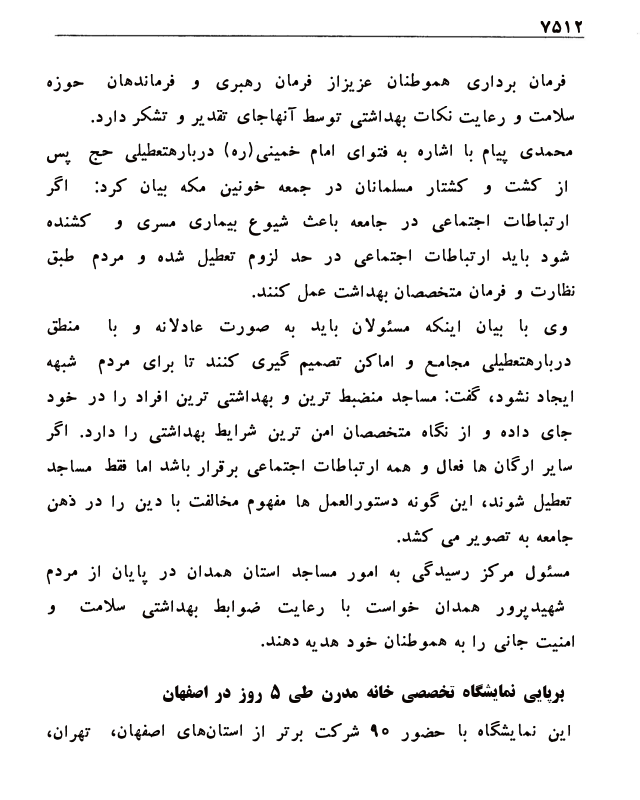 ۷۵۱۲
فرمان برداری هموطنان عزیزاز فرمان رهبری و فرماندهان حوزه
سلامت و رعایت نکات بهداشتی توسط آنهاجای تقدیر و تشکر دارد.
محمدی پیام با اشاره به فتوای امام خمینی(ره) دربارهتعطیلی حج پس
از کشت و کشتار مسلمانان در جمعه خونین مکه بیان کرد: اگر
ارتباطات اجتماعی در جامعه باعث شیوع بیماری مسری و کشنده
شود باید ارتباطات اجتماعی در حد لزوم تعطیل شده و مردم طبق
نظارت و فرمان متخصصان بهداشت عمل کنند.
وی با بیان اینکه مسئولان باید به صورت عادلانه و با منطق
دربارهتعطیلی مجامع و اماکن تصمیم گیری کنند تا برای مردم شبهه
ایجاد نشود، گفت: مساجد منضبط ترین و بهداشتی ترین افراد را در خود
جای داده و از نگاه متخصصان امن ترین شرایط بهداشتی را دارد. اگر
سایر ارگان ها فعال و همه ارتباطات اجتماعی برقرار باشد اما فقط مساجد
تعطیل شوند، این گونه دستورالعمل ها مفهوم مخالفت با دین را در ذهن
جامعه به تصویر می کشد.
مسئول مرکز رسیدگی به امور مساجد استان همدان در پایان از مردم
شهیدپرور همدان خواست با رعایت ضوابط بهداشتی سلامت و
امنیت جانی را به هموطنان خود هدیه دهند.
برپایی نمایشگاه تخصصی خانه مدرن طی ۵ روز در اصفهان
این نمایشگاه با حضور ۹۰ شرکت برتر از استان‌های اصفهان، تهران،